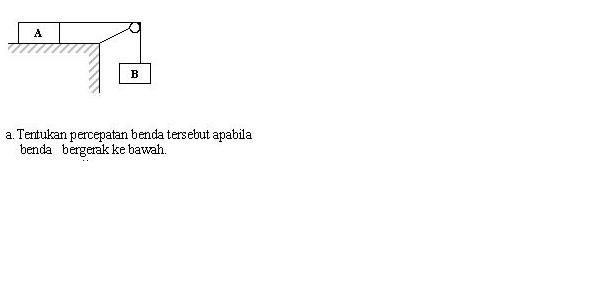 A
B
a. Tentukan percepatan benda tersebut apabila
benda bergerak ke bawah.